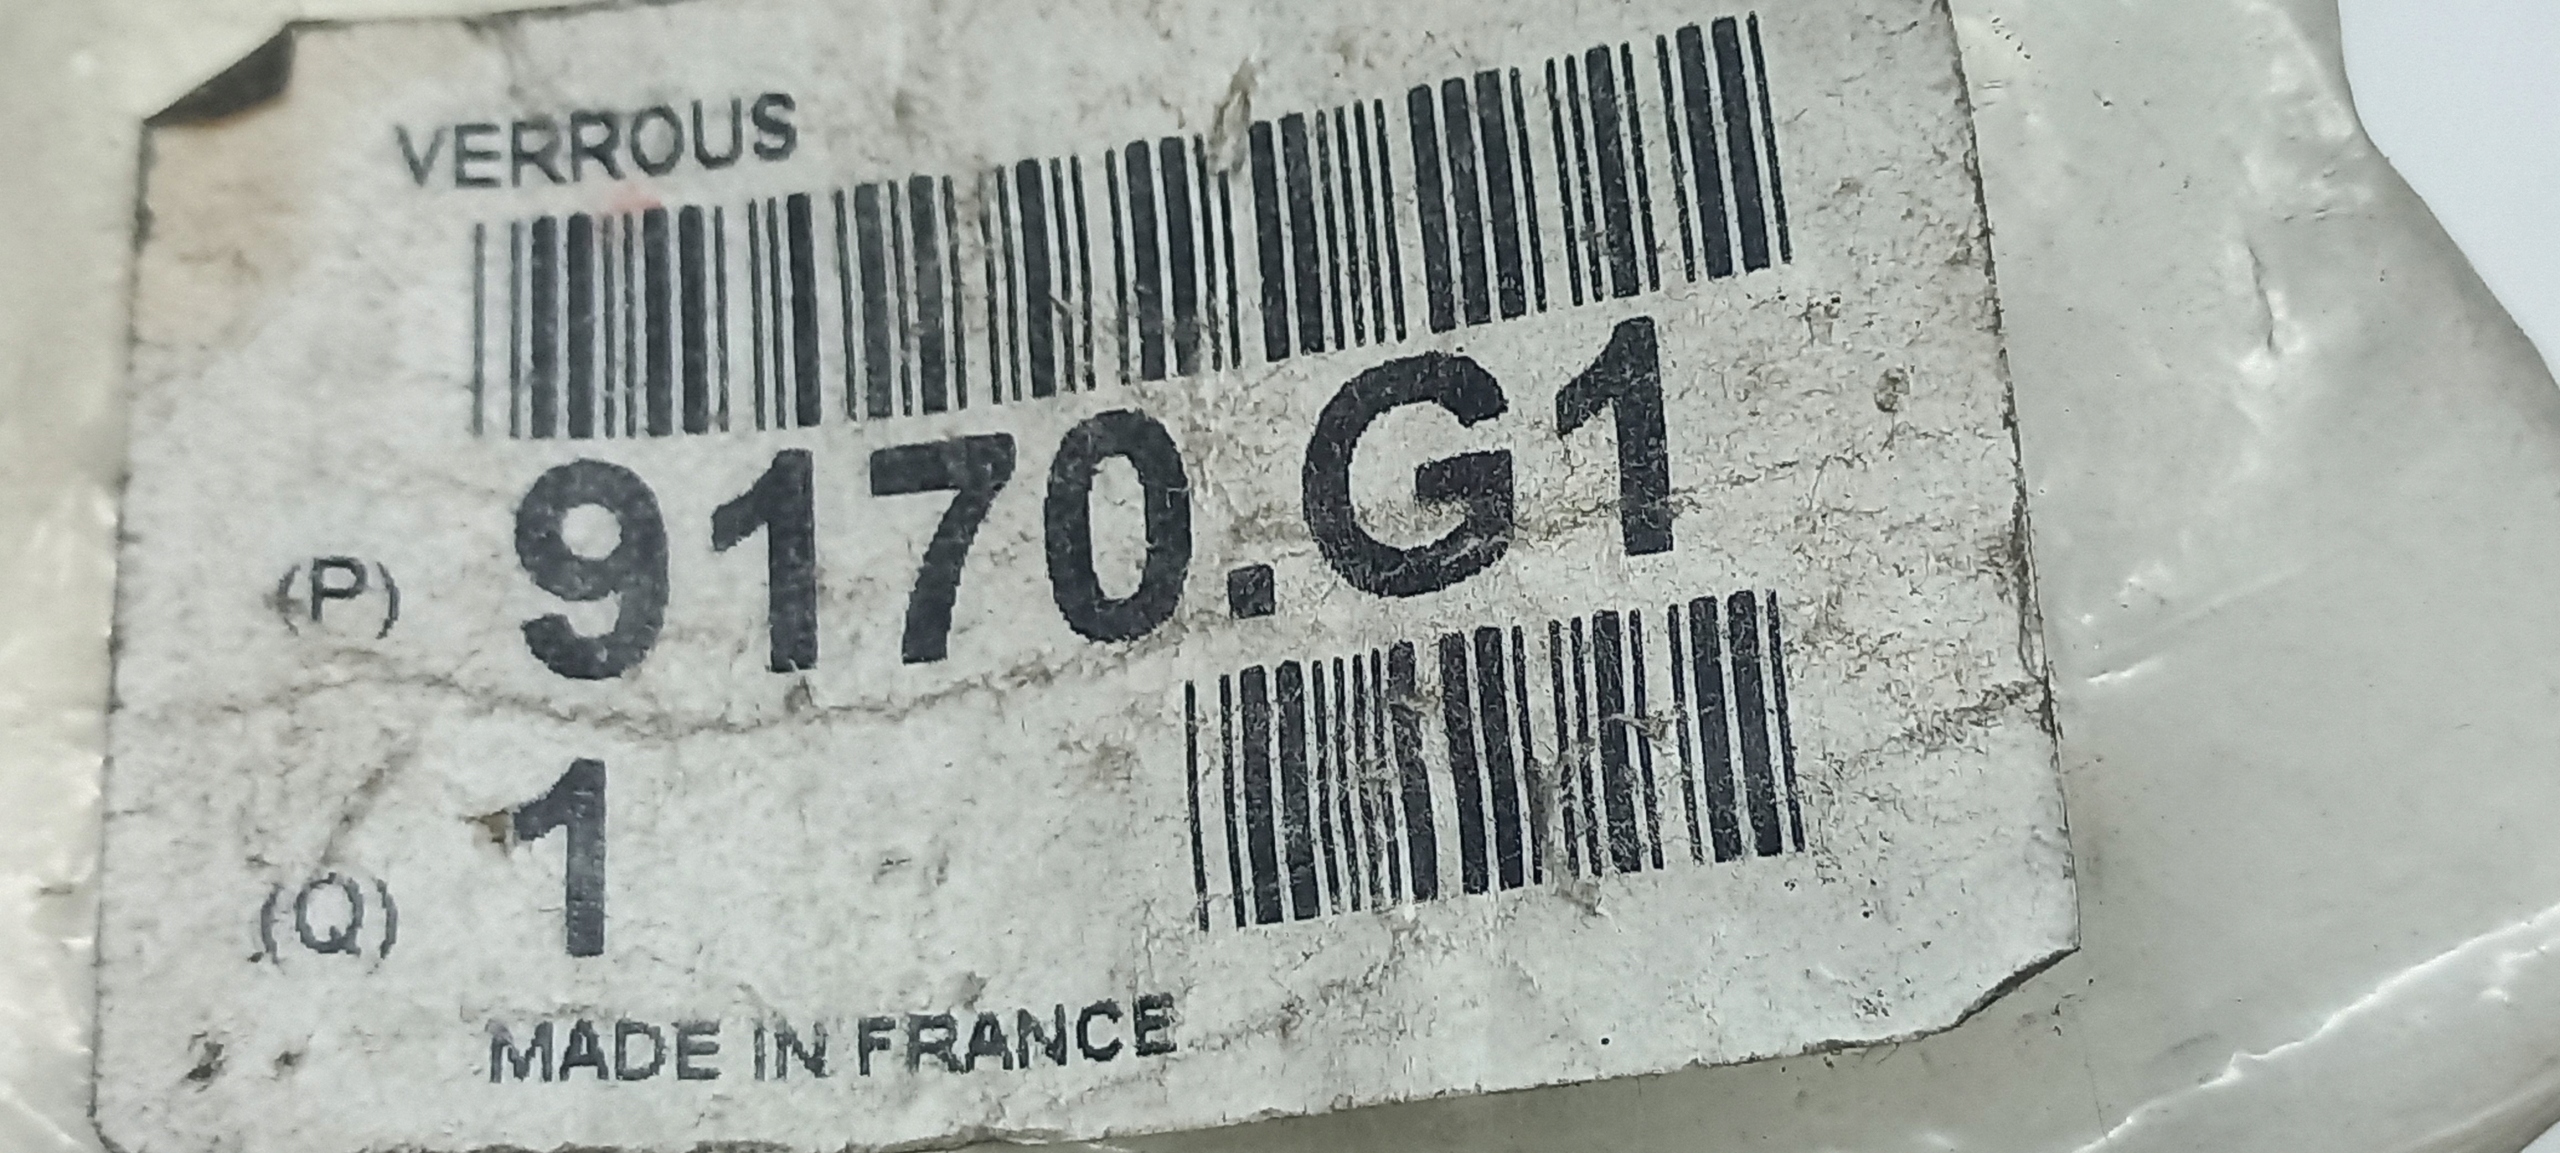 VERROUS
(P) 9170.G1
(Q) 1
MADE IN FRANCE